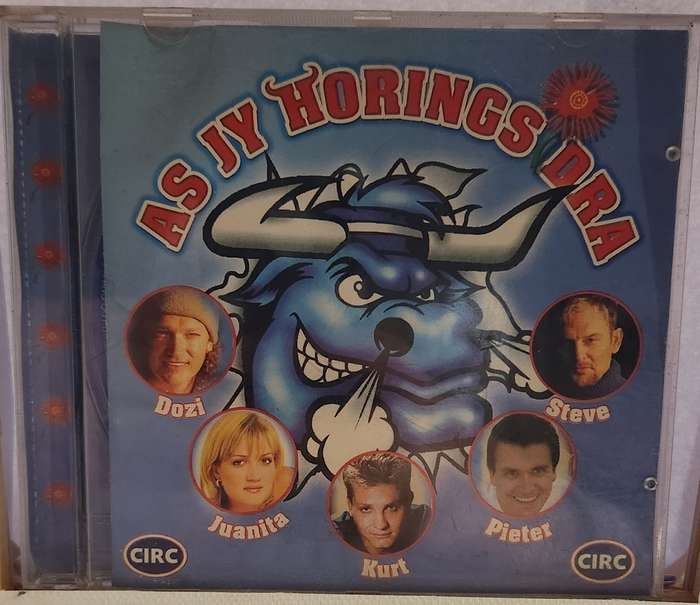 AS JY HORINGS DRA
Dozi
Steve
Juanita
Pieter
Kurt
CIRC
CIRC